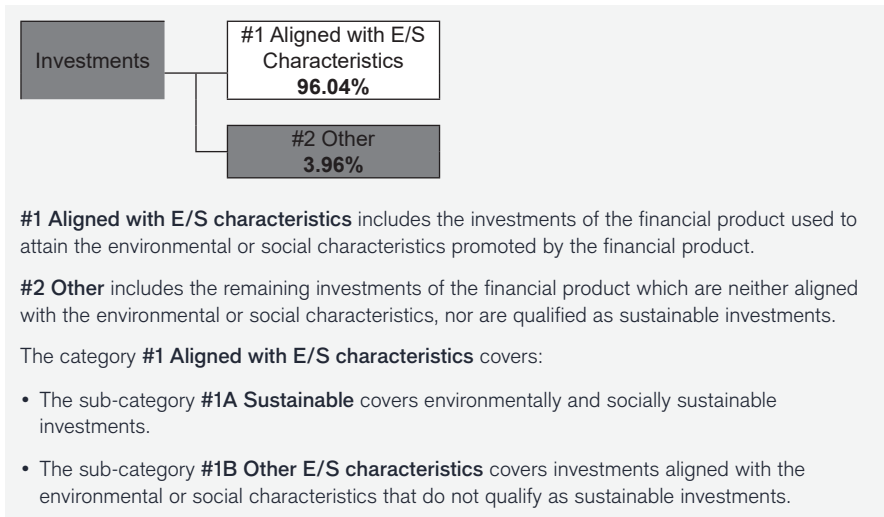 Investments
#1 Aligned with E/S
Characteristics
96.04%
#2 Other
3.96%
#1 Aligned with E/S characteristics includes the investments of the financial product used to
attain the environmental or social characteristics promoted by the financial product.
#2 Other includes the remaining investments of the financial product which are neither aligned
with the environmental or social characteristics, nor are qualified as sustainable investments.
The category #1 Aligned with E/S characteristics covers:
• The sub-category #1A Sustainable covers environmentally and socially sustainable
investments.
• The sub-category #1B Other E/S characteristics covers investments aligned with the
environmental or social characteristics that do not qualify as sustainable investments.